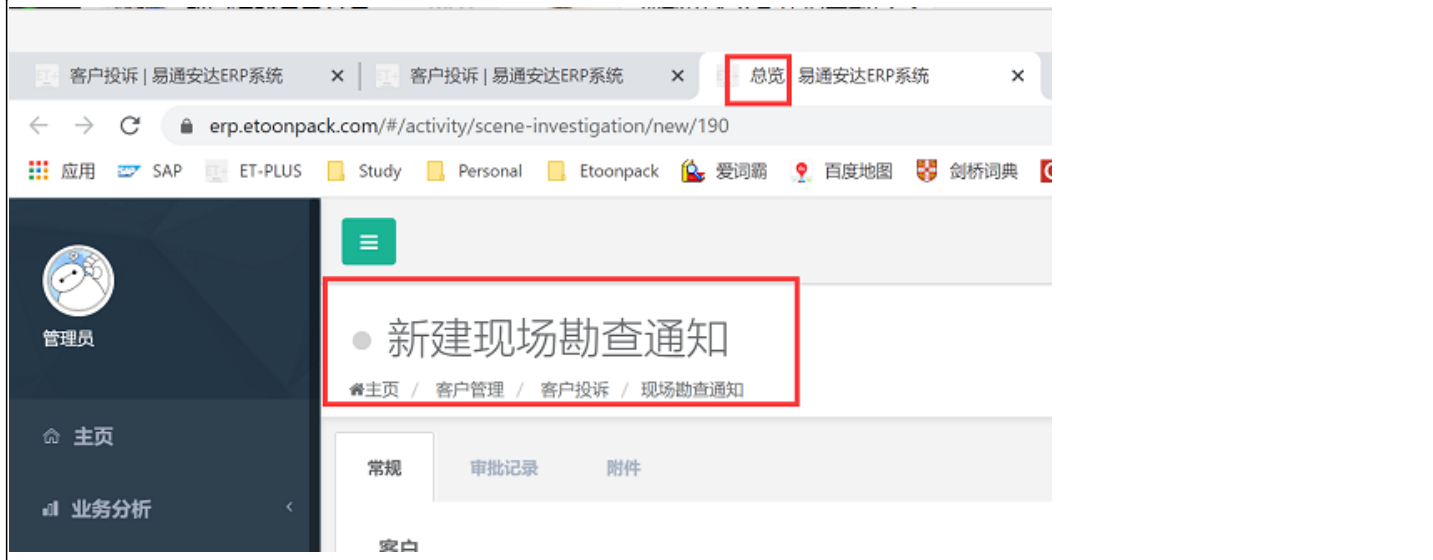 客户投诉 | 易通安达ERP系统
客户投诉 | 易通安达ERP系统
总览 易通安达ERP系统
erp.etoonpack.com/#/activity/scene-investigation/new/190
应用 SAP ET-PLUS Study Personal Etoonpack 爱词霸 百度地图 剑桥词典
管理员
新建现场勘查通知
主页 / 客户管理 / 客户投诉 / 现场勘查通知
主页
常规 审批记录 附件
业务分析
客户